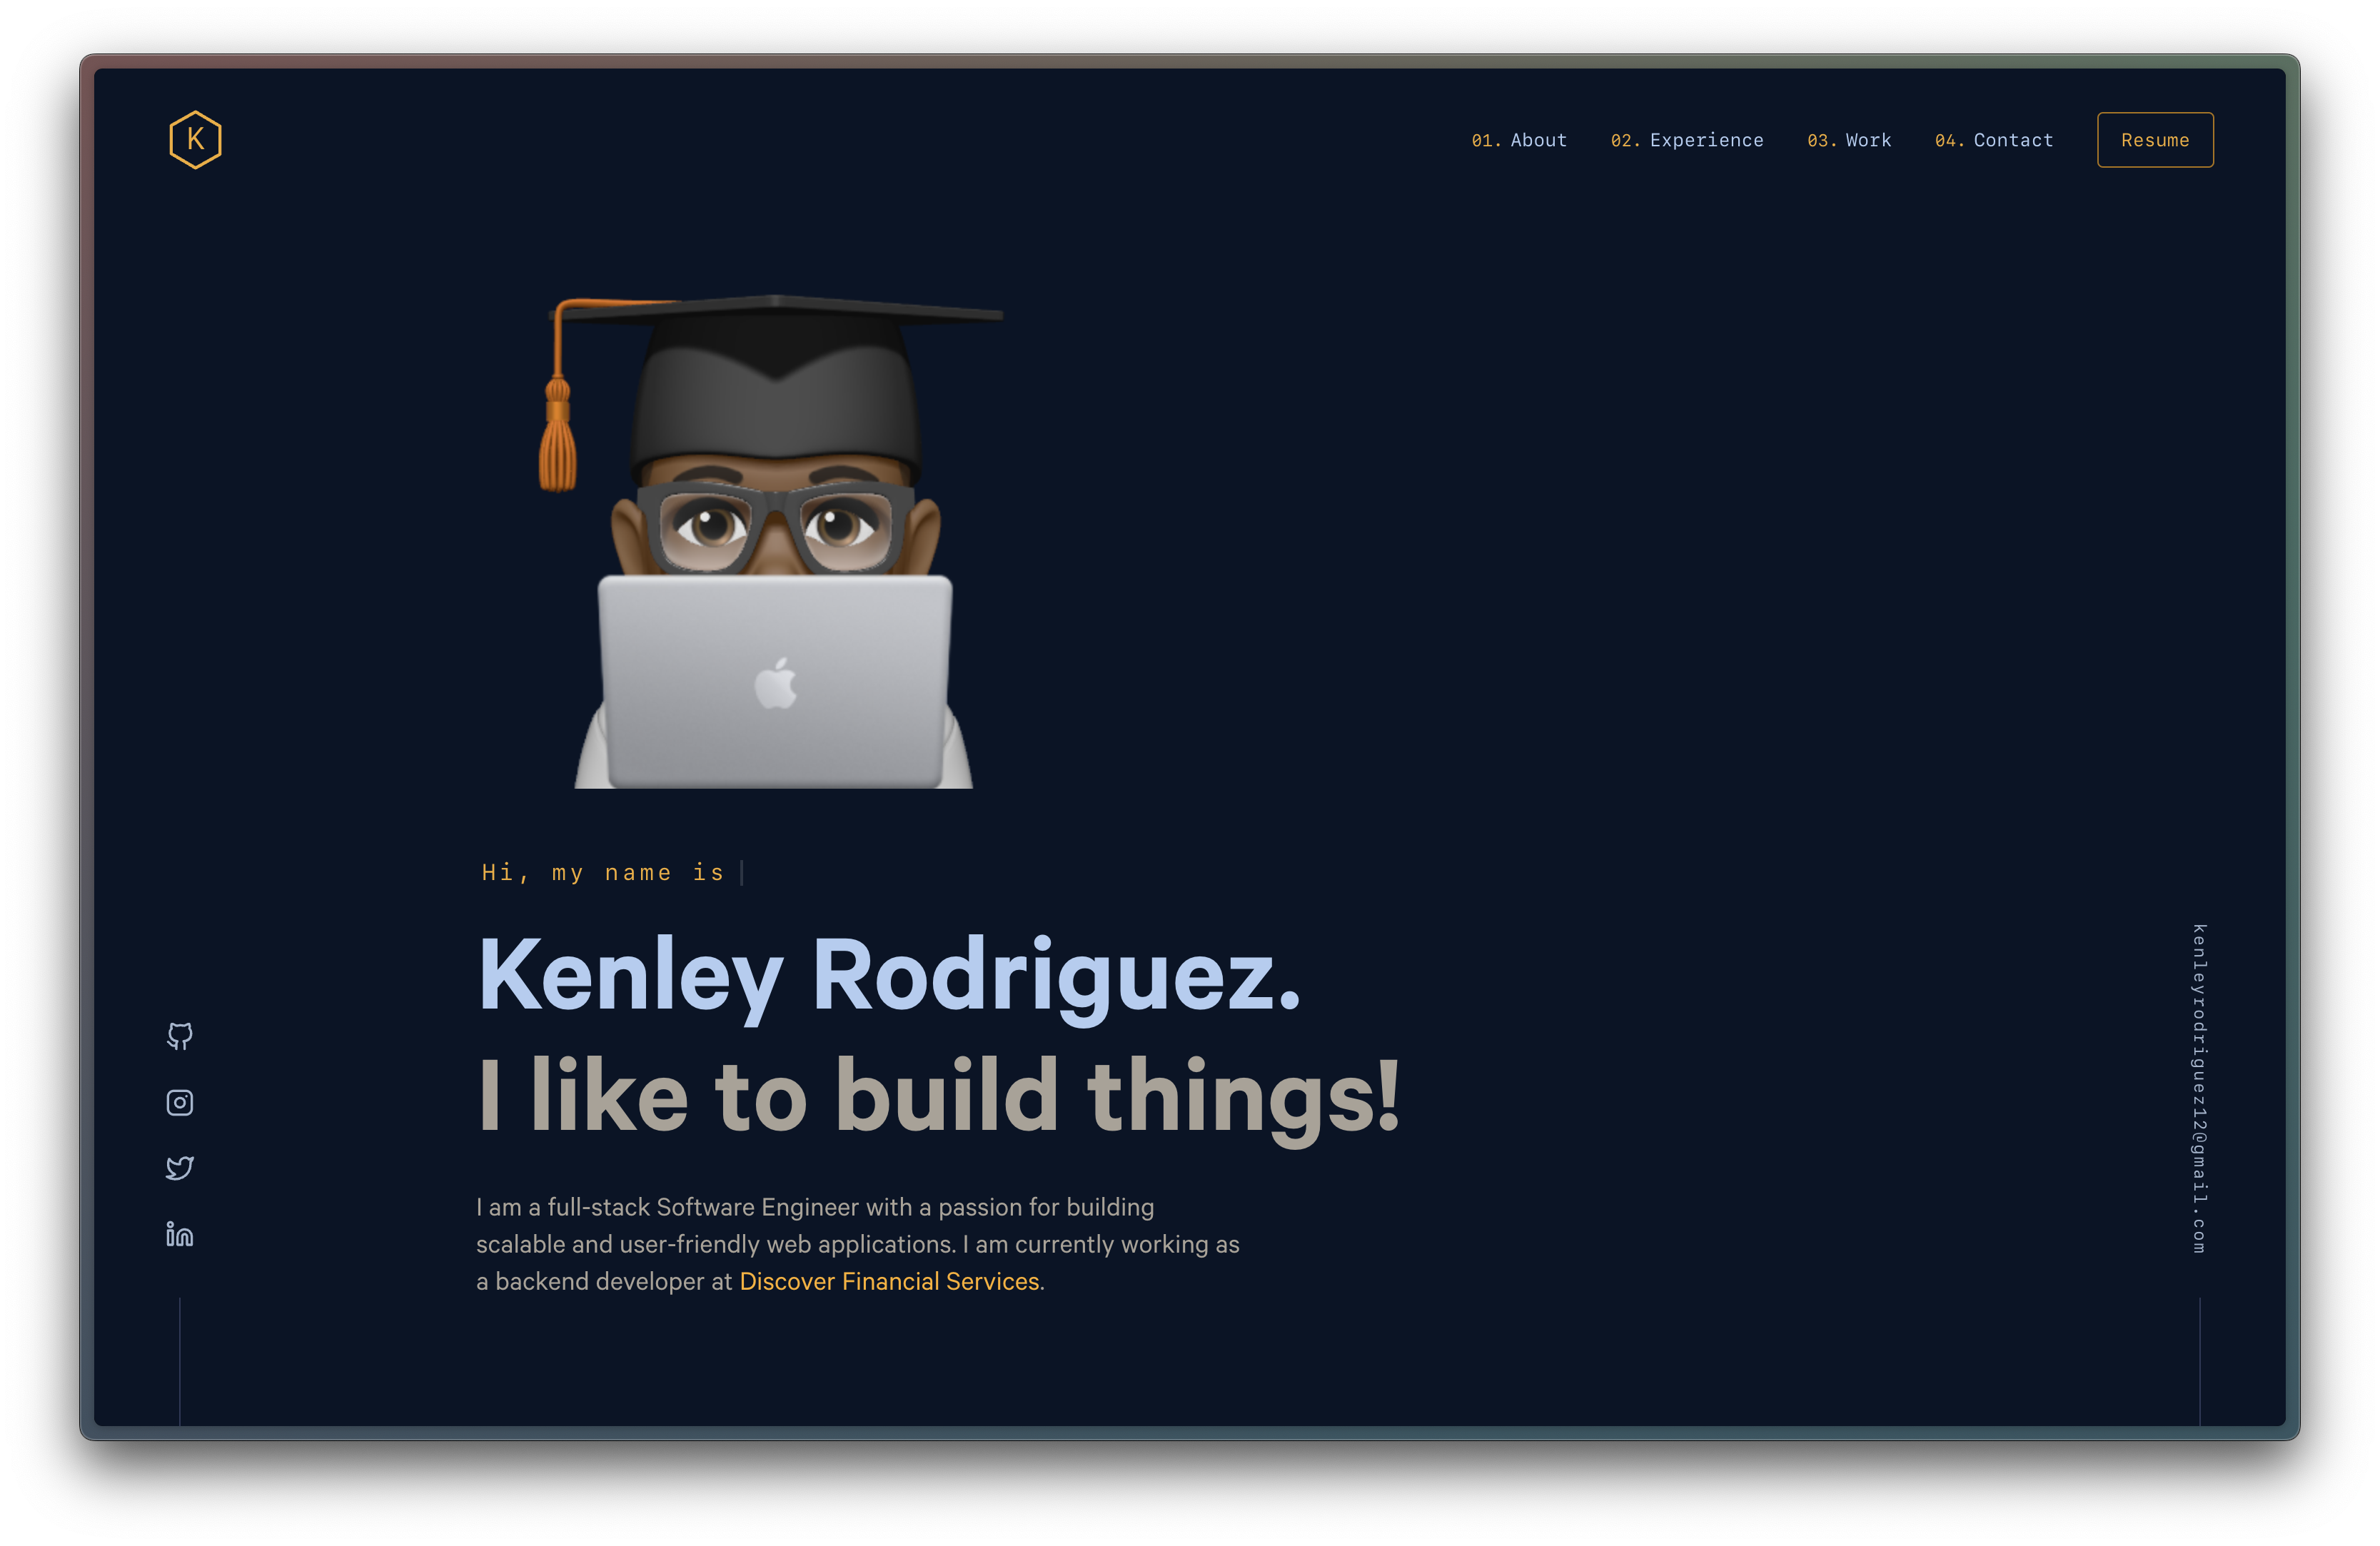 K
01. About 02. Experience 03. Work 04. Contact Resume
Hi, my name is
Kenley Rodriguez.
I like to build things!
I am a full-stack Software Engineer with a passion for building
scalable and user-friendly web applications. I am currently working as
a backend developer at Discover Financial Services.
kenleyrodriguez12@gmail.com